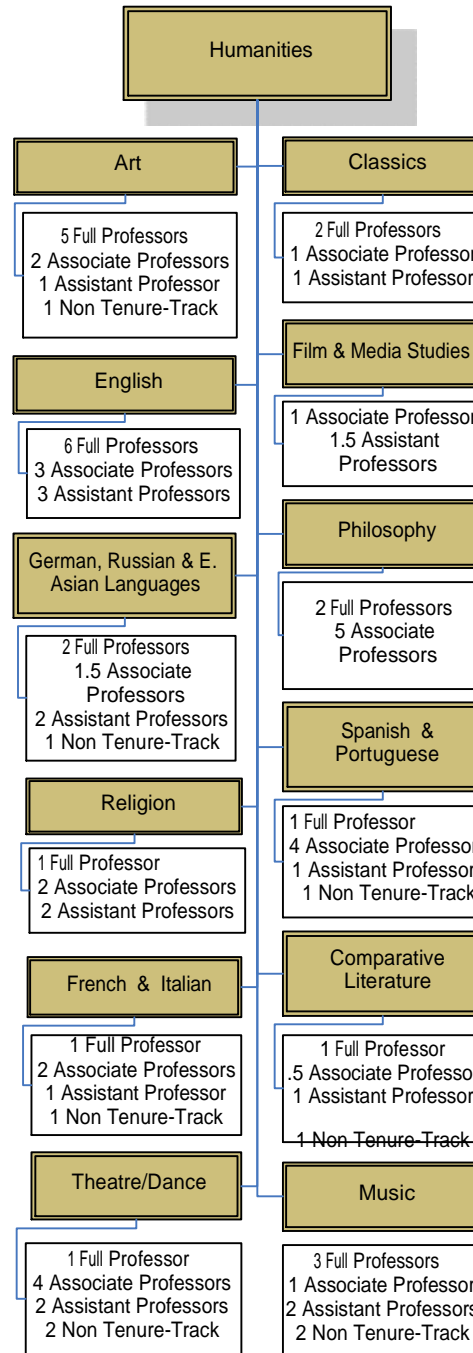 Humanities
Art
5 Full Professors
2 Associate Professors
1 Assistant Professor
1 Non Tenure-Track
Classics
2 Full Professors
1 Associate Professor
1 Assistant Professor
English
6 Full Professors
3 Associate Professors
3 Assistant Professors
Film & Media Studies
1 Associate Professor
1.5 Assistant
Professors
German, Russian & E.
Asian Languages
2 Full Professors
1.5 Associate
Professors
2 Assistant Professors
1 Non Tenure-Track
Philosophy
2 Full Professors
5 Associate
Professors
Religion
1 Full Professor
2 Associate Professors
2 Assistant Professors
Spanish &
Portuguese
1 Full Professor
4 Associate Professor
1 Assistant Professor
1 Non Tenure-Track
French & Italian
1 Full Professor
2 Associate Professors
1 Assistant Professor
1 Non Tenure-Track
Comparative
Literature
1 Full Professor
.5 Associate Professo
1 Assistant Professor
1 Non Tenure-Track
Theatre/Dance
1 Full Professor
4 Associate Professors
2 Assistant Professors
2 Non Tenure-Track
Music
3 Full Professors
1 Associate Professor
2 Assistant Professors
2 Non Tenure-Track